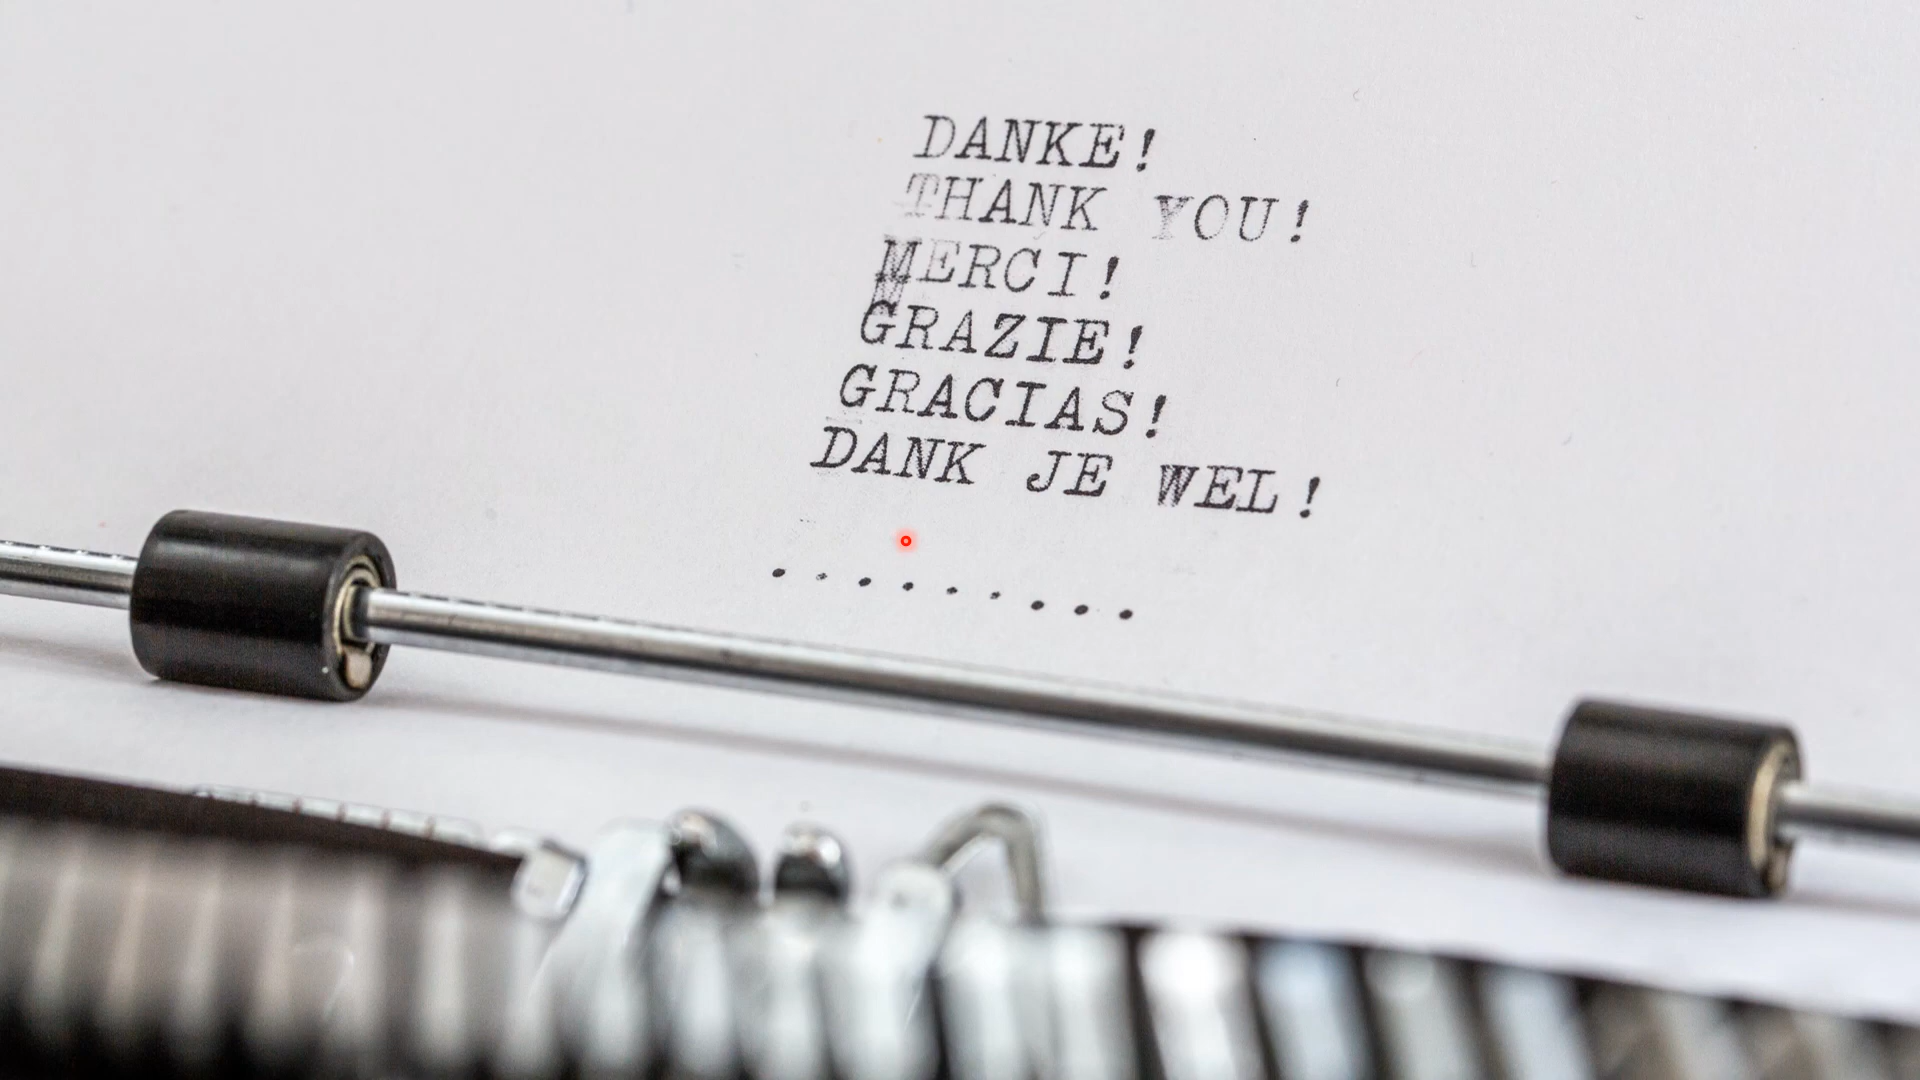 DANKE!
THANK YOU!
MERCI!
GRAZIE!
GRACIAS!
DANK JE WEL!
.........